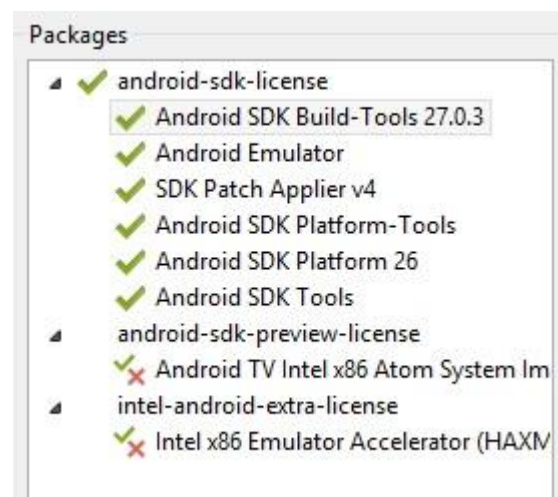 Packages
android-sdk-license
Android SDK Build-Tools 27.0.3
Android Emulator
SDK Patch Applier v4
Android SDK Platform-Tools
Android SDK Platform 26
Android SDK Tools
android-sdk-preview-license
Android TV Intel x86 Atom System Im
intel-android-extra-license
Intel x86 Emulator Accelerator (HAXM